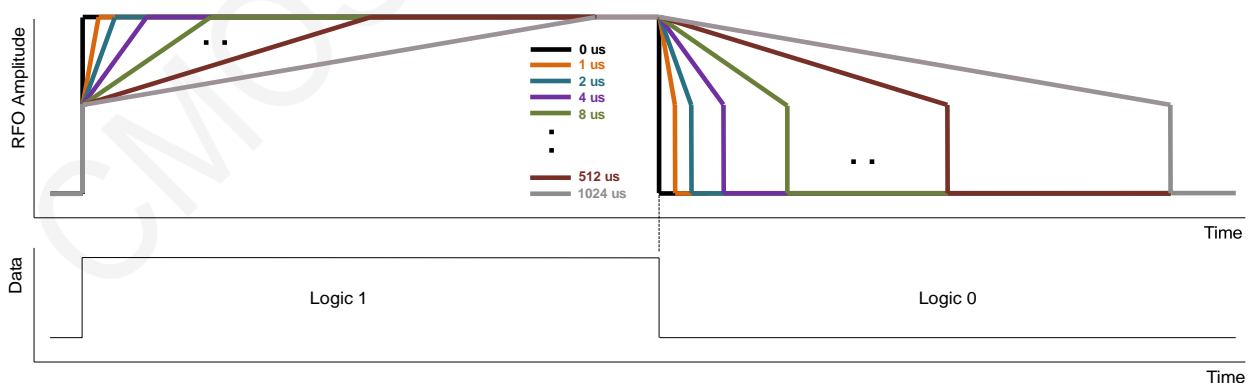 RFO Amplitude
0 us
1 us
2 us
4 us
8 us
512 us
1024 us
Time
Data
Logic 1
Logic 0
Time
CMOS